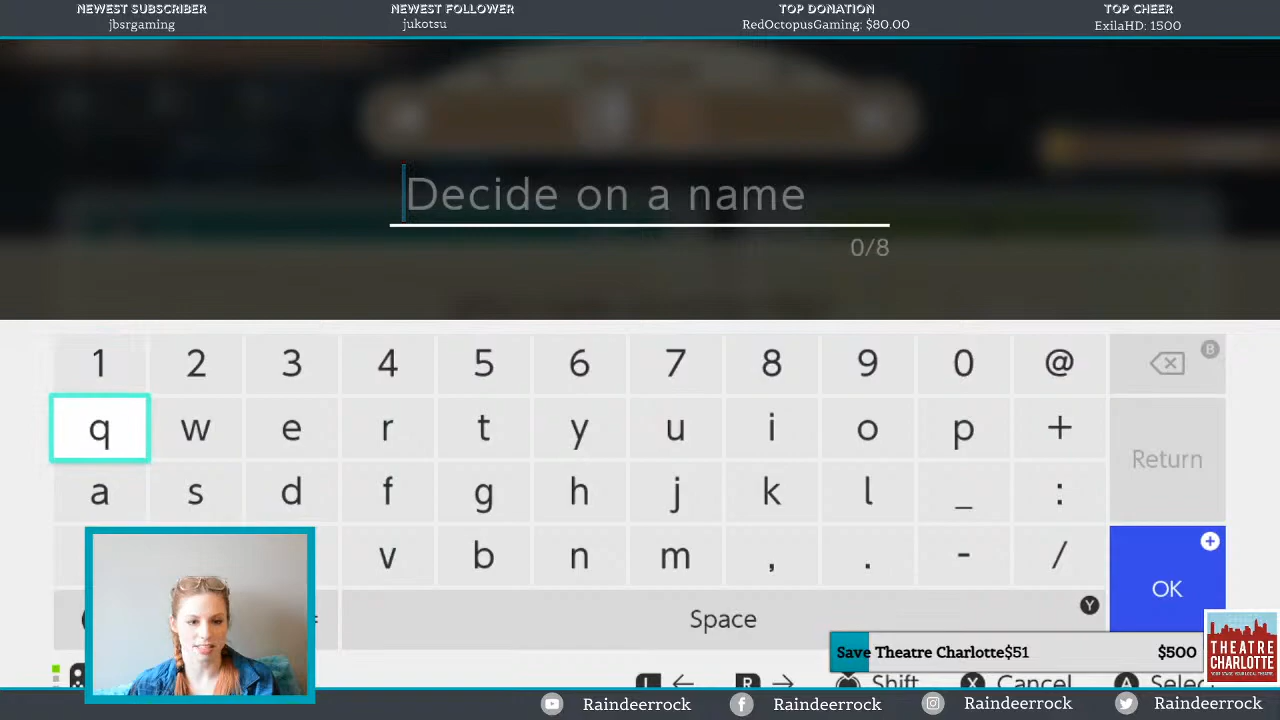 NEWEST SUBSCRIBER
jbsrgaming
NEWEST FOLLOWER
jukotsu
TOP DONATION
RedOctopusGaming: $80.00
TOP CHEER
ExilaHD: 1500
Decide on a name
0/8
1 2 3 4 5 6 7 8 9 0 @ B
q w e r t y u i o p +
Return
a s d f g h j k l _ :
v b n m , . - /
OK
Space Y
Save Theatre Charlotte $51 $500
THEATRE
CHARLOTTE
L ← R → Shift X Cancel A Select
Raindeerrock Raindeerrock Raindeerrock Raindeerrock